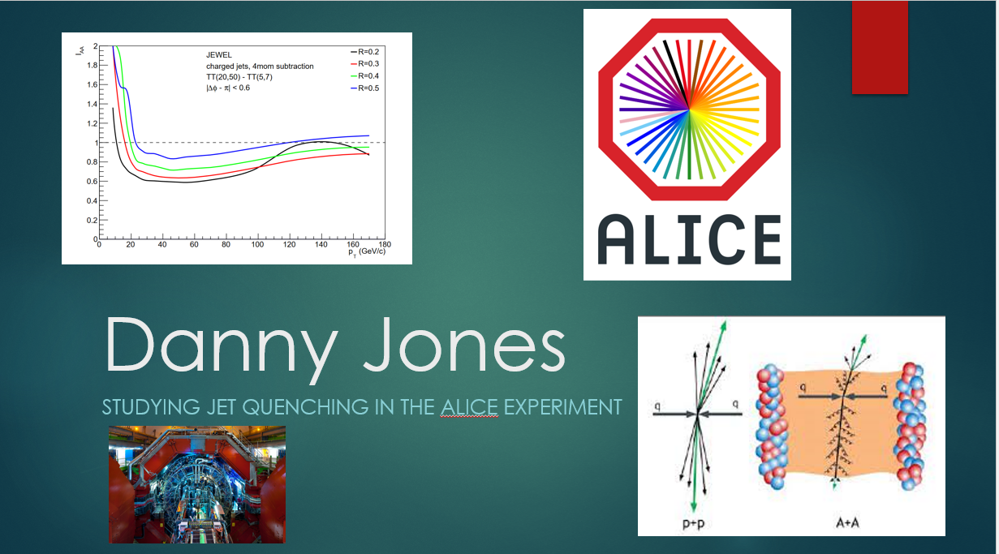 I_AA
2
1.8
1.6
1.4
1.2
1
0.8
0.6
0.4
0.2
0
JEWEL
charged jets, 4mom subtraction
TT(20,50) - TT(5,7)
|Δϕ - π| < 0.6
R=0.2
R=0.3
R=0.4
R=0.5
0 20 40 60 80 100 120 140 160 180
p_T (GeV/c)
ALICE
Danny Jones
STUDYING JET QUENCHING IN THE ALICE EXPERIMENT
q q
q q
p+p A+A